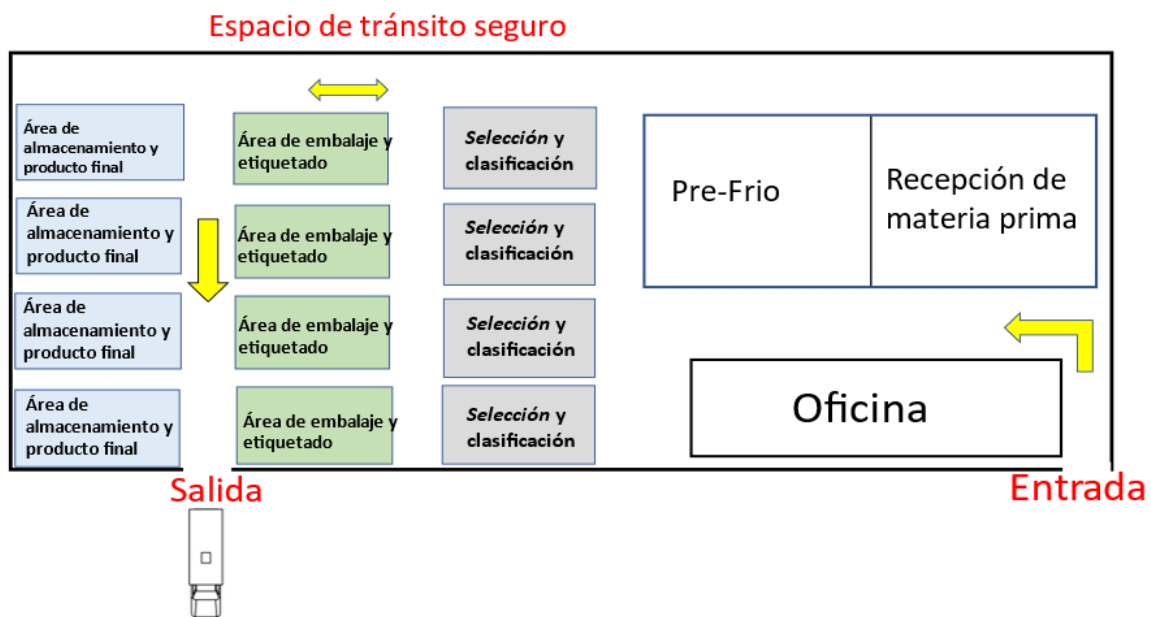 Espacio de tránsito seguro
Área de
almacenamiento y
producto final
Área de embalaje y
etiquetado
Selección y
clasificación
Pre-Frio
Recepción de
materia prima
Área de
almacenamiento y
producto final
Área de embalaje y
etiquetado
Selección y
clasificación
Área de
almacenamiento y
producto final
Área de embalaje y
etiquetado
Selección y
clasificación
Área de
almacenamiento y
producto final
Área de embalaje y
etiquetado
Selección y
clasificación
Oficina
Salida
Entrada